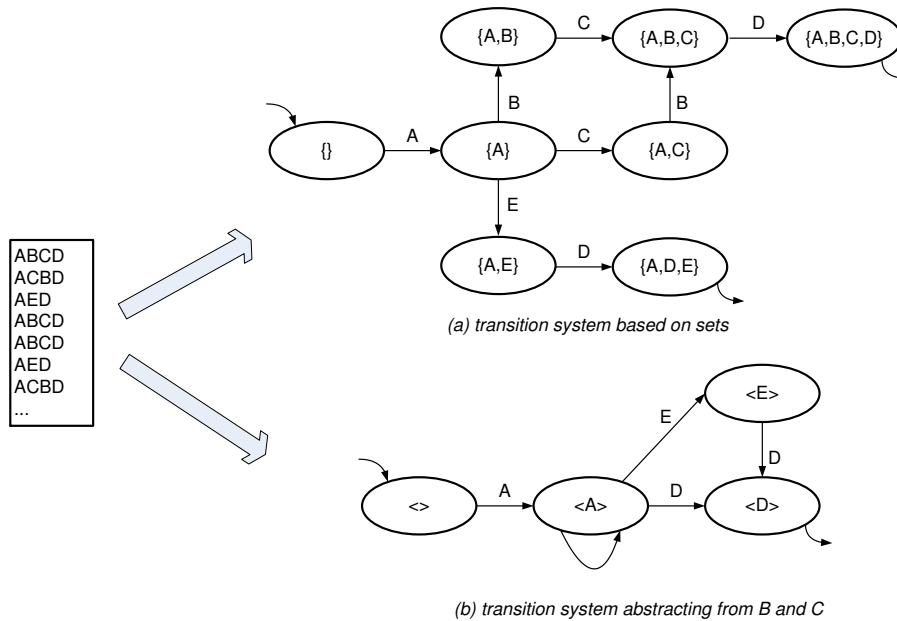 ABCD
ACBD
AED
ABCD
ABCD
AED
ACBD
...
{A,B}
C
{A,B,C}
D
{A,B,C,D}
B
B
{}
A
{A}
C
{A,C}
E
{A,E}
D
{A,D,E}
(a) transition system based on sets
<E>
E
D
<>
A
<A>
D
<D>
(b) transition system abstracting from B and C